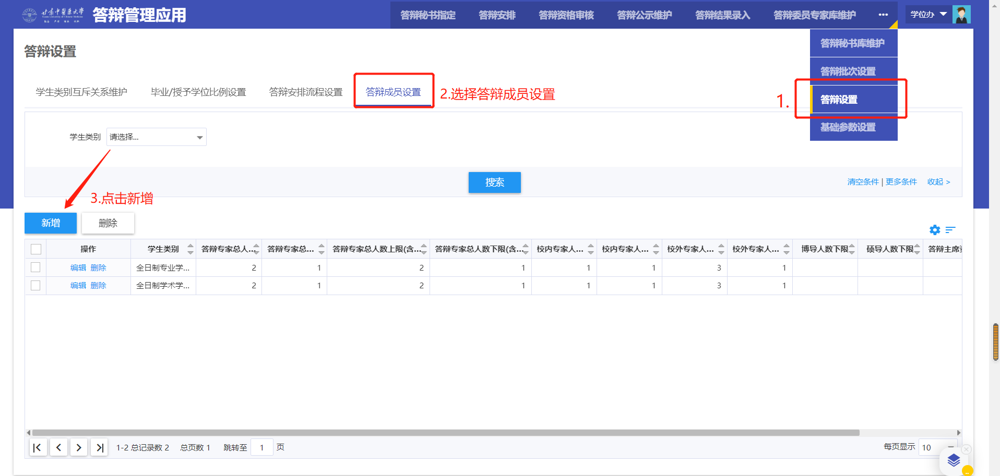 甘肃中医药大学
答辩管理应用
答辩秘书指定
答辩安排
答辩资格审核
答辩公示维护
答辩结果录入
答辩委员专家库维护
•••
学位办
答辩秘书库维护
答辩批次设置
1.
答辩设置
基础参数设置
答辩设置
学生类别互斥关系维护
毕业/授予学位比例设置
答辩安排流程设置
答辩成员设置
2.选择答辩成员设置
学生类别
请选择...
搜索
清空条件 | 更多条件
收起 >
3.点击新增
新增
删除
操作 学生类别 答辩专家总人... 答辩专家总... 答辩专家总人数上限(含... 答辩专家总人数下限(含... 校内专家人... 校内专家人... 校外专家人... 校外专家人... 博导人数下限 硕导人数下限 答辩主席
编辑 删除 全日制专业学... 2 1 2 1 1 1 3 1
编辑 删除 全日制学术学... 2 1 2 1 1 1 3 1
1-2 总记录数 2 总页数 1 跳转至 1 页
每页显示 10